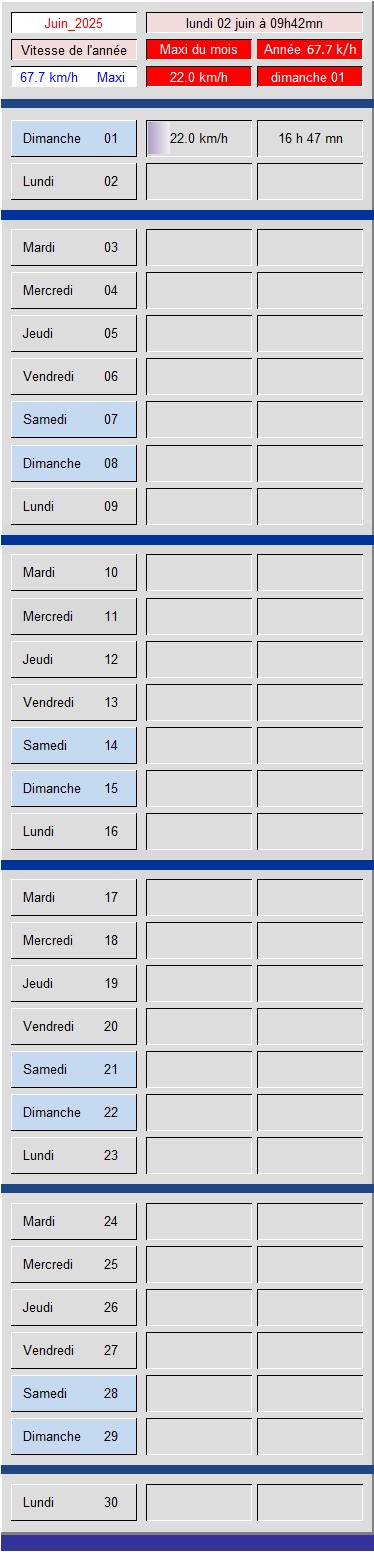 Juin_2025 lundi 02 juin à 09h42mn
Vitesse de l'année Maxi du mois Année 67.7 k/h
67.7 km/h Maxi 22.0 km/h dimanche 01
Dimanche 01 22.0 km/h 16 h 47 mn
Lundi 02
Mardi 03
Mercredi 04
Jeudi 05
Vendredi 06
Samedi 07
Dimanche 08
Lundi 09
Mardi 10
Mercredi 11
Jeudi 12
Vendredi 13
Samedi 14
Dimanche 15
Lundi 16
Mardi 17
Mercredi 18
Jeudi 19
Vendredi 20
Samedi 21
Dimanche 22
Lundi 23
Mardi 24
Mercredi 25
Jeudi 26
Vendredi 27
Samedi 28
Dimanche 29
Lundi 30